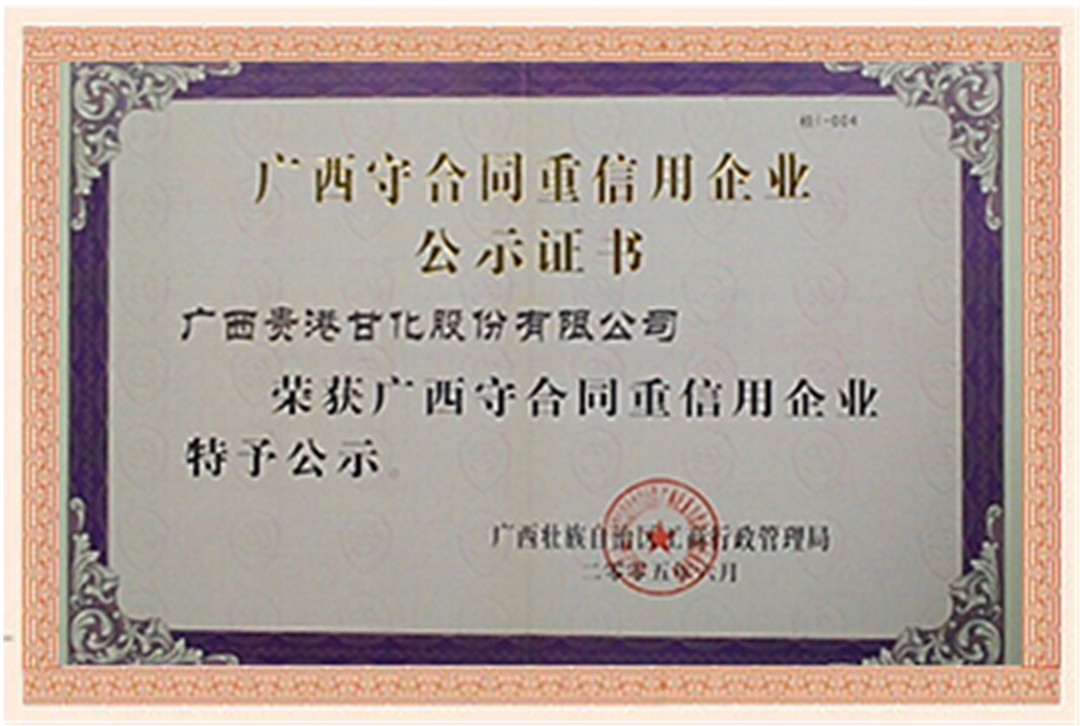 广西守合同重信用企业
公示证书
广西贵港甘化股份有限公司
荣获广西守合同重信用企业
特予公示。
广西壮族自治区工商行政管理局
二零零五年六月